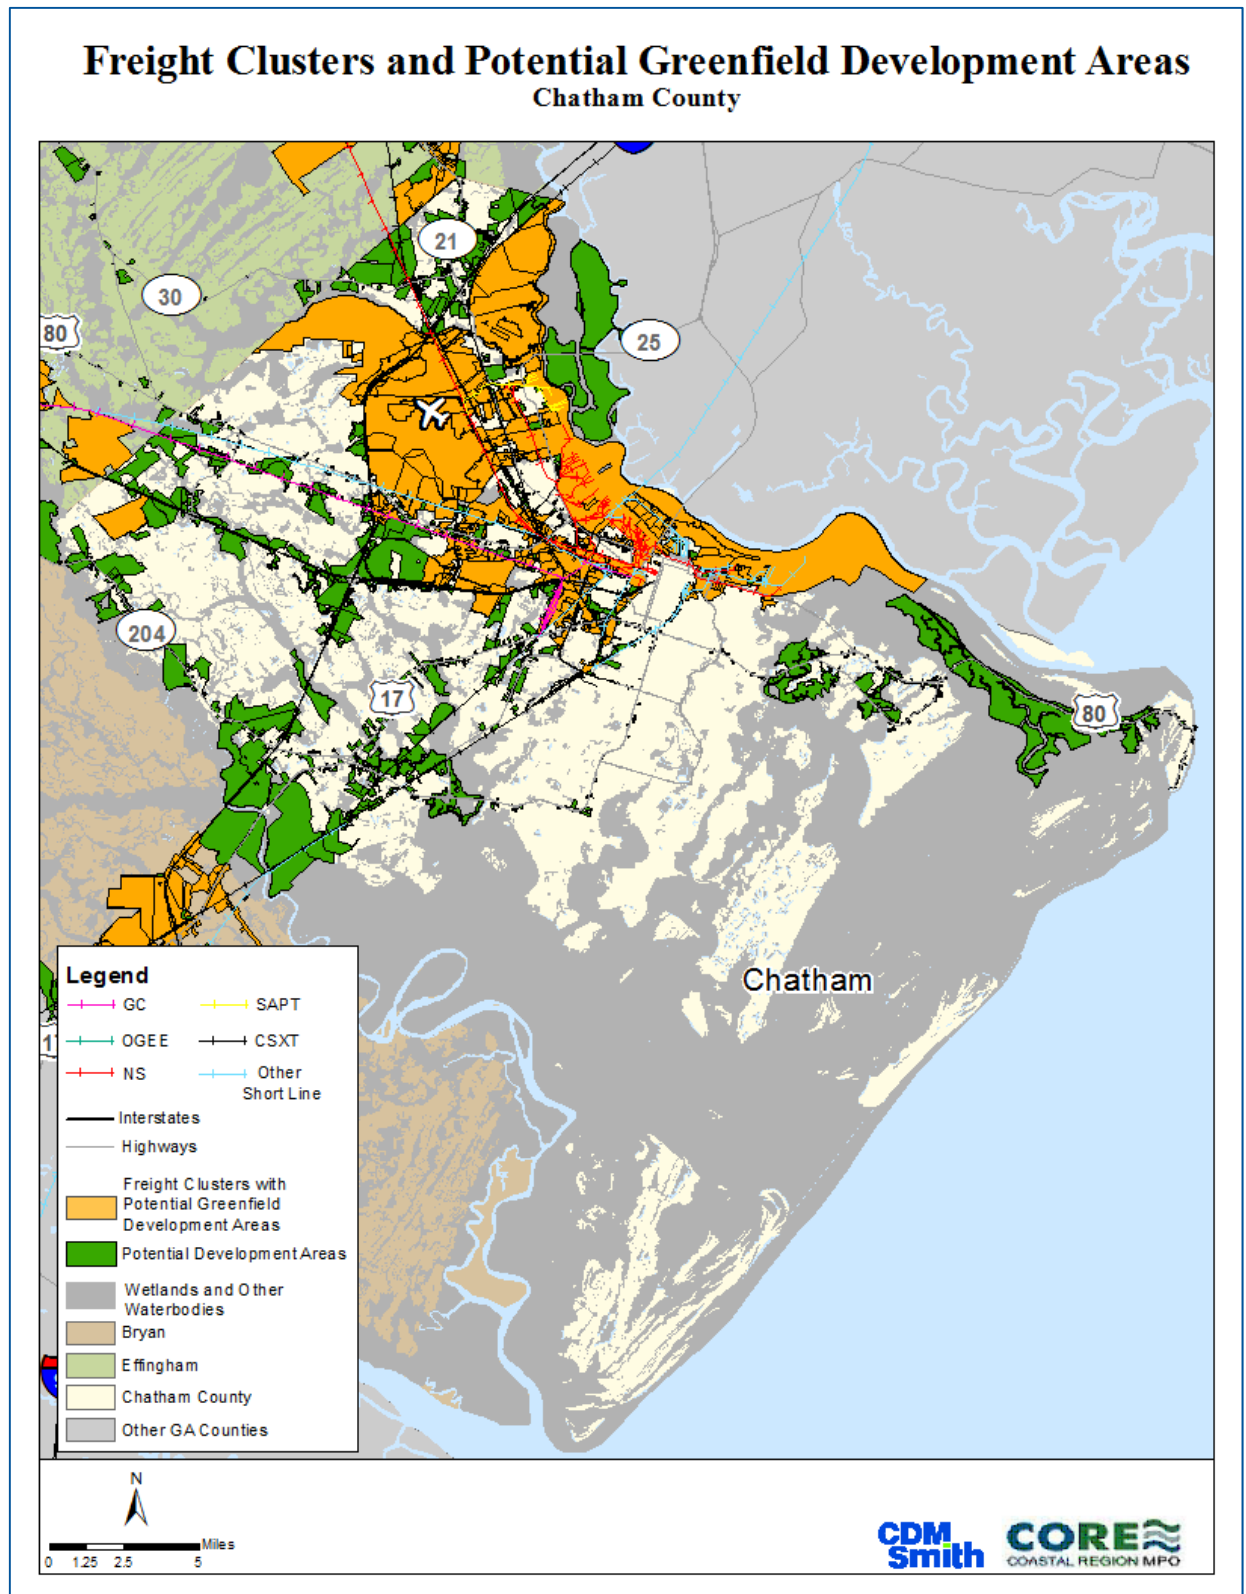 Freight Clusters and Potential Greenfield Development Areas
Chatham County
21
30
80
25
204
17
80
Chatham
Legend
GC
SAPT
OGEE
CSXT
NS
Other
Short Line
Interstates
Highways
Freight Clusters with
Potential Greenfield
Development Areas
Potential Development Areas
Wetlands and Other
Waterbodies
Bryan
Effingham
Chatham County
Other GA Counties
N
Miles
0 1.25 2.5 5
CDM
Smith
CORE
COASTAL REGION MPO